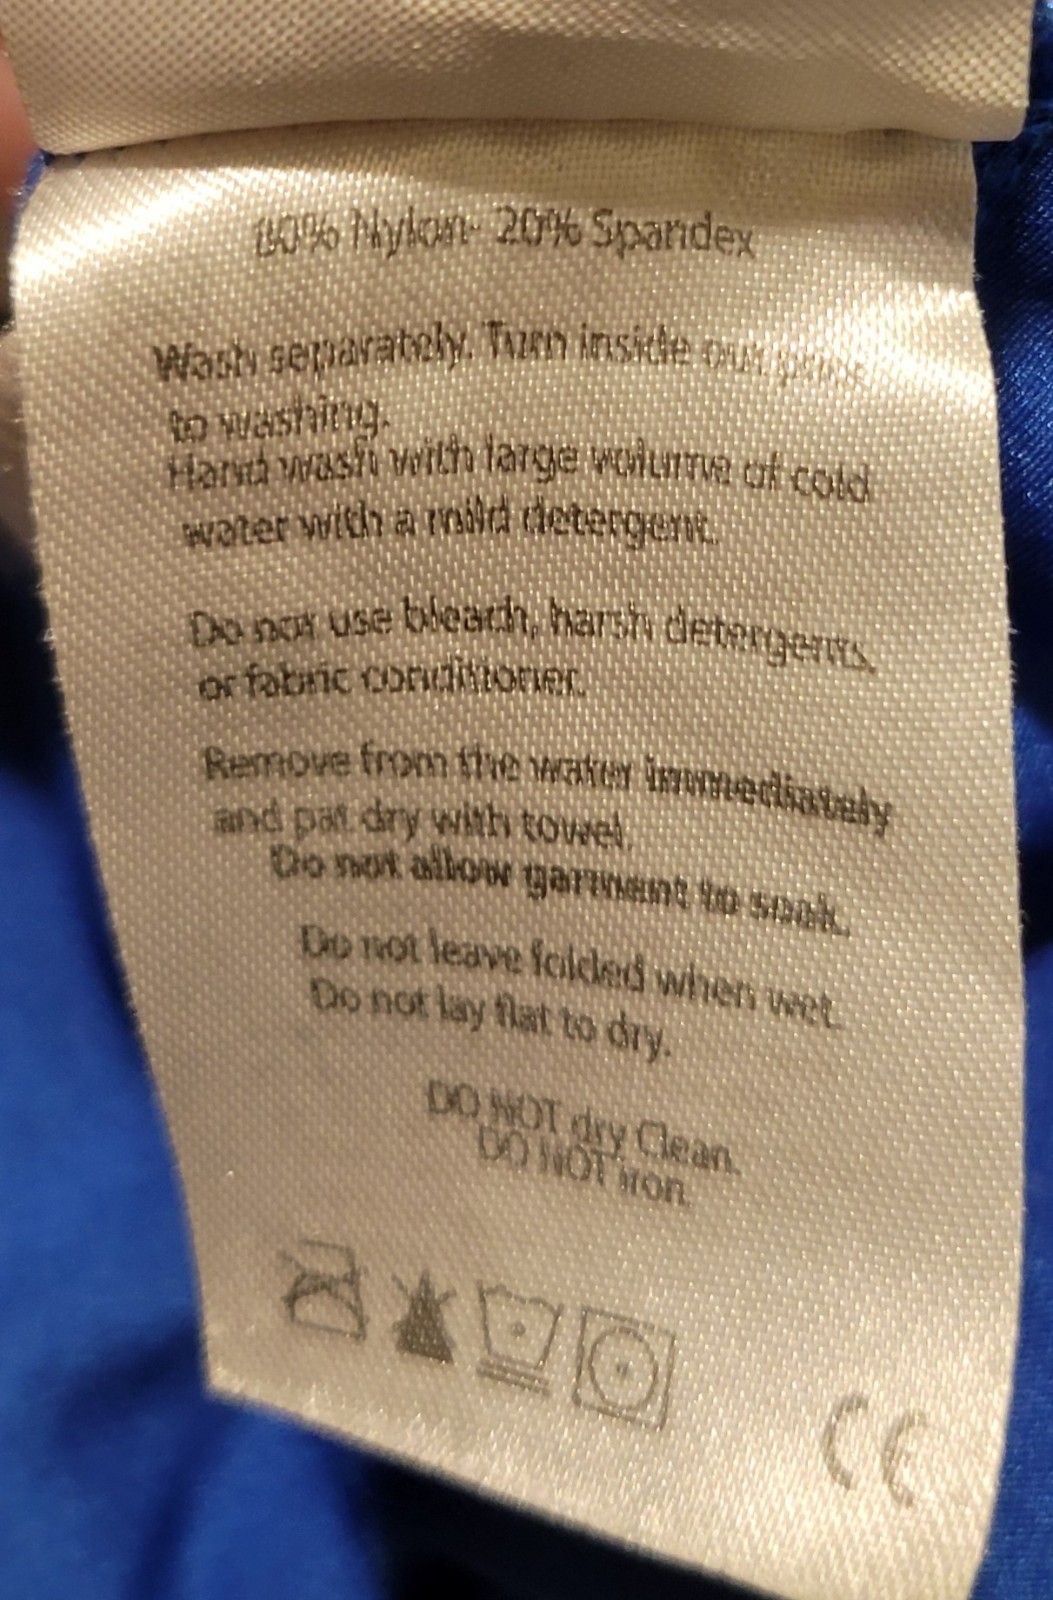 80% Nylon- 20% Spandex
Wash separately. Turn inside out prior
to washing.
Hand wash with large volume of cold
water with a mild detergent.
Do not use bleach, harsh detergents,
or fabric conditioner.
Remove from the water immediately
and pat dry with towel.
Do not allow garment to soak.
Do not leave folded when wet.
Do not lay flat to dry.
DO NOT dry Clean.
DO NOT iron.
CE